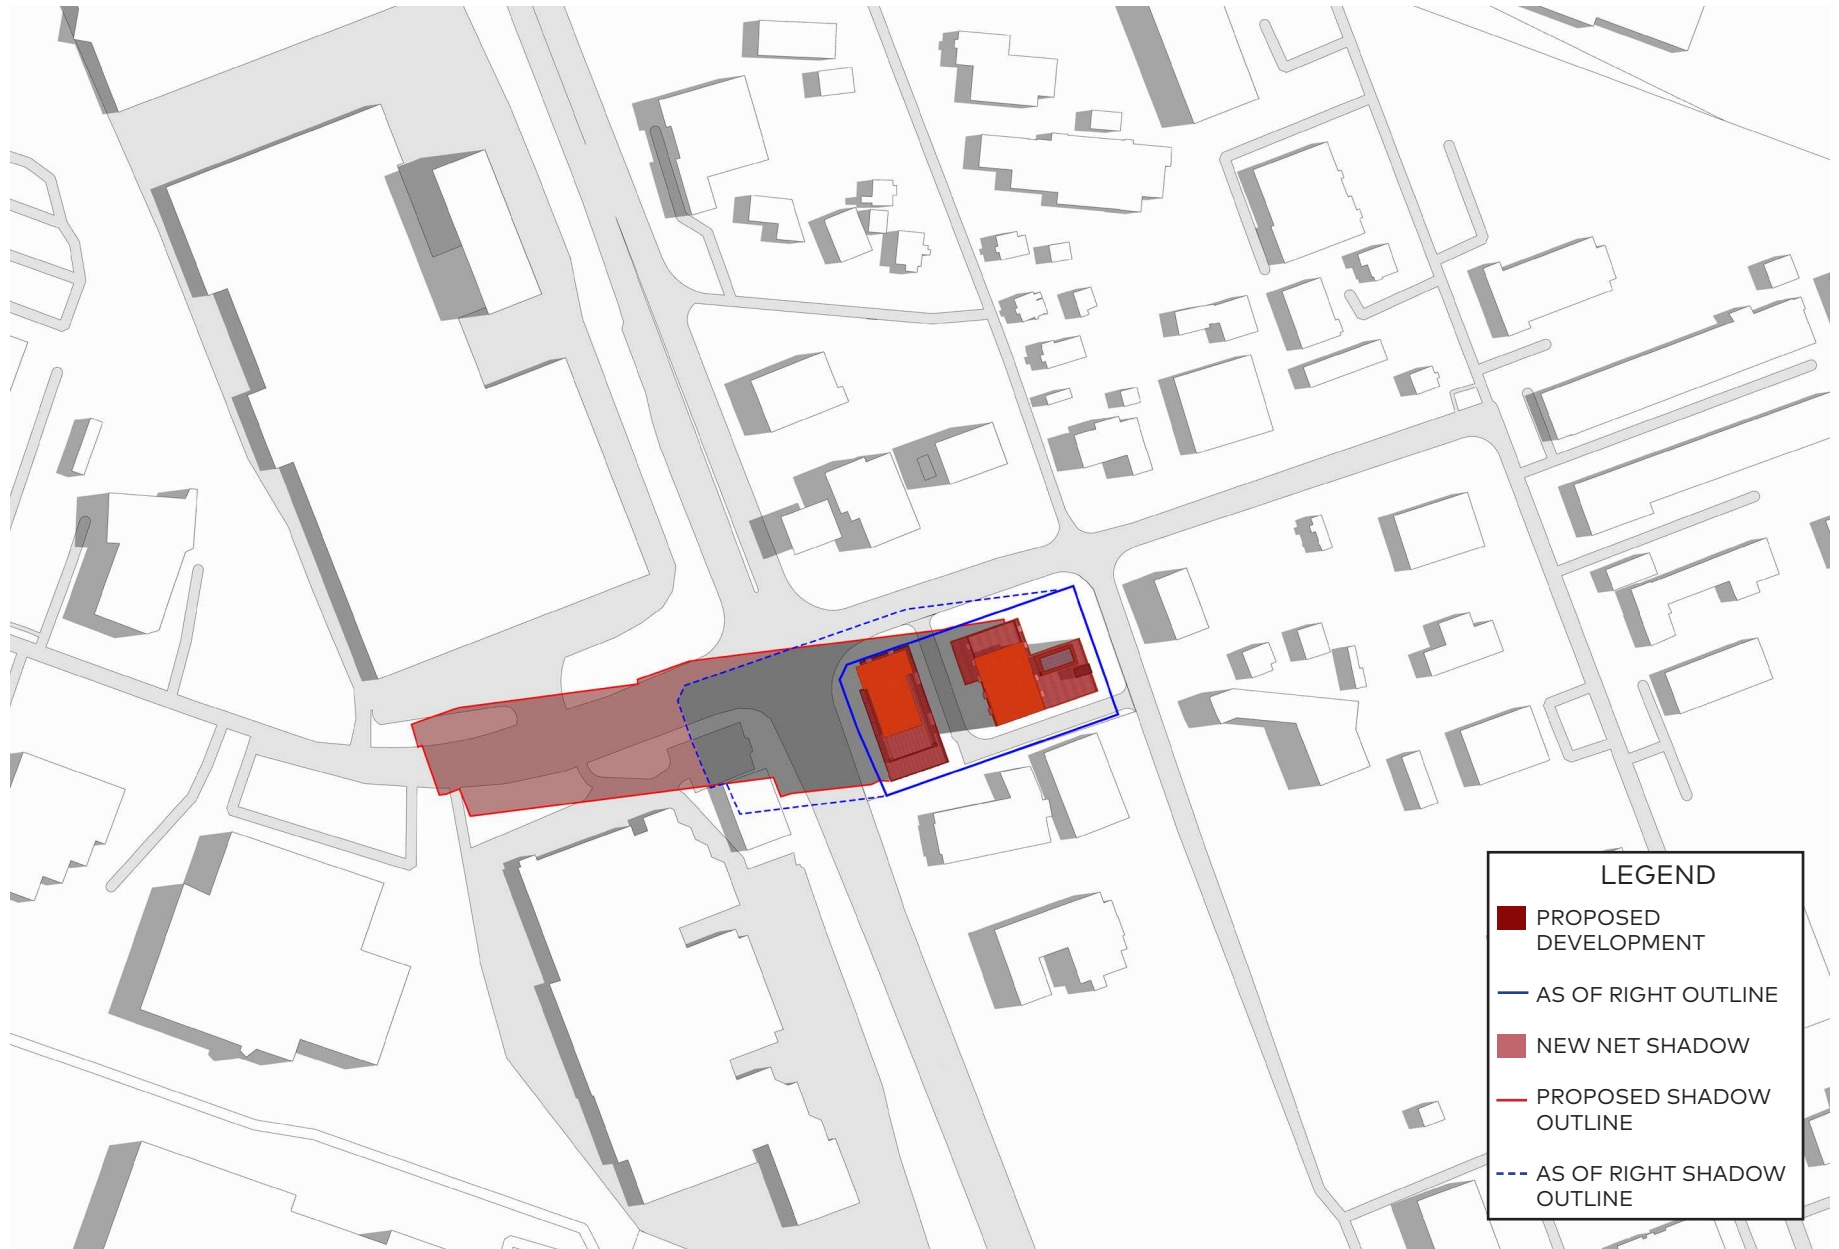 LEGEND
PROPOSED
DEVELOPMENT
AS OF RIGHT OUTLINE
NEW NET SHADOW
PROPOSED SHADOW
OUTLINE
AS OF RIGHT SHADOW
OUTLINE